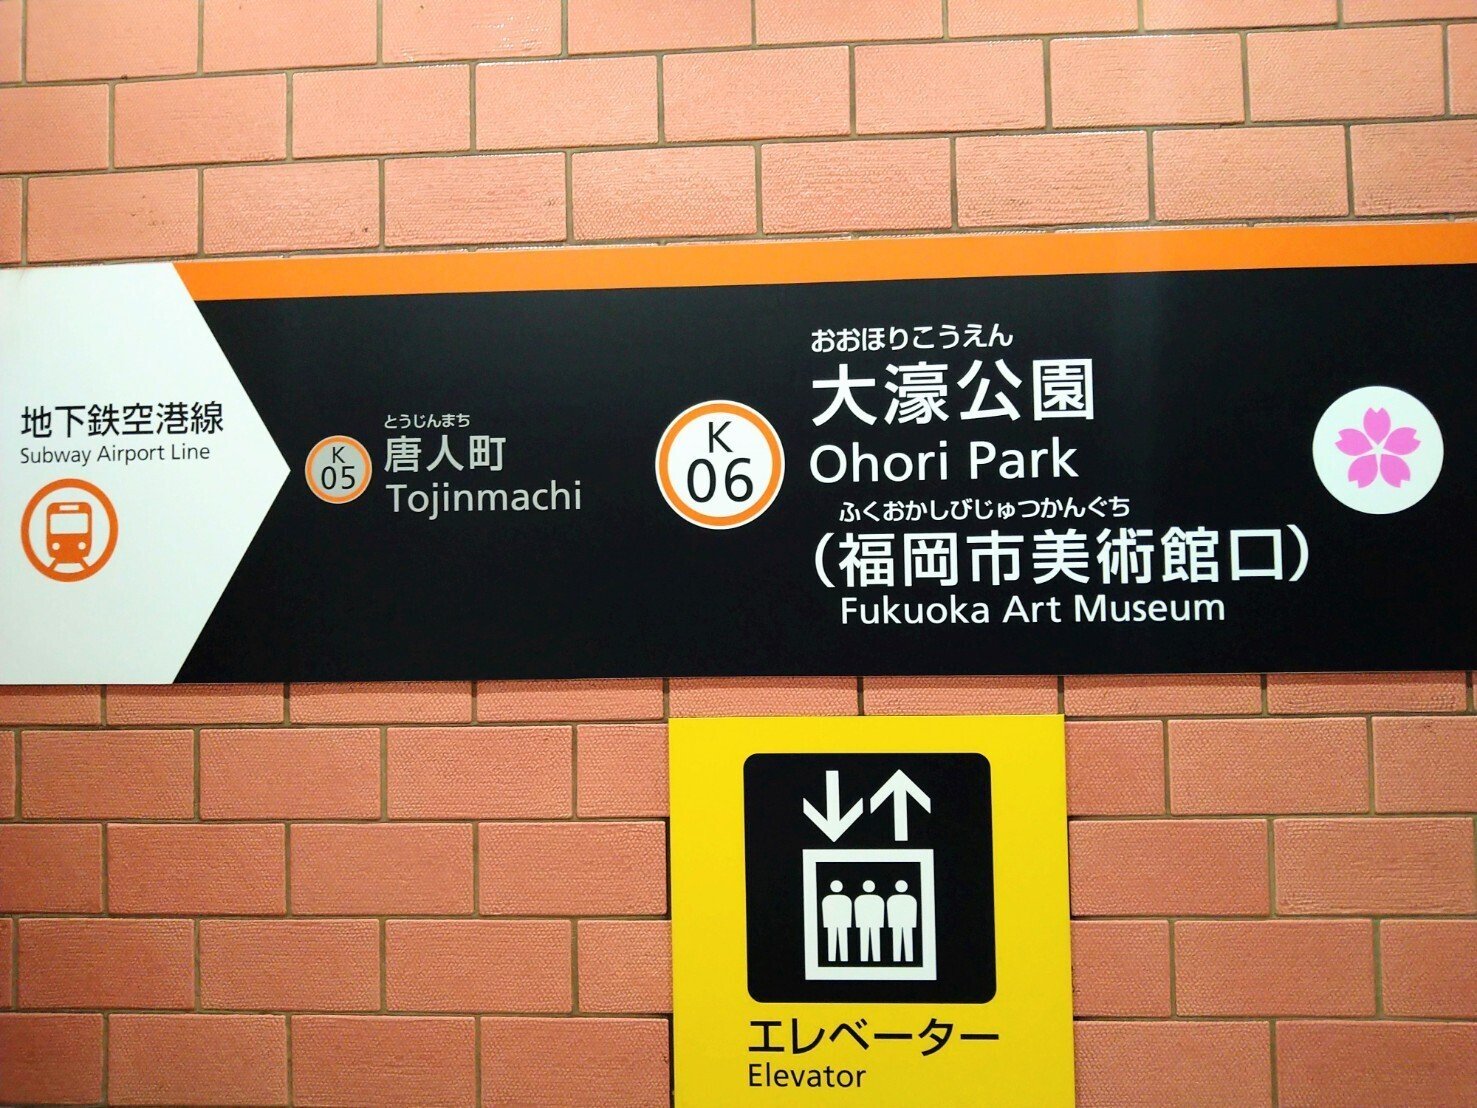 地下鉄空港線
Subway Airport Line
K
05
とうじんまち
唐人町
Tojinmachi
K
06
おおほりこうえん
大濠公園
Ohori Park
ふくおかしびじゅつかんぐち
（福岡市美術館口）
Fukuoka Art Museum
エレベーター
Elevator